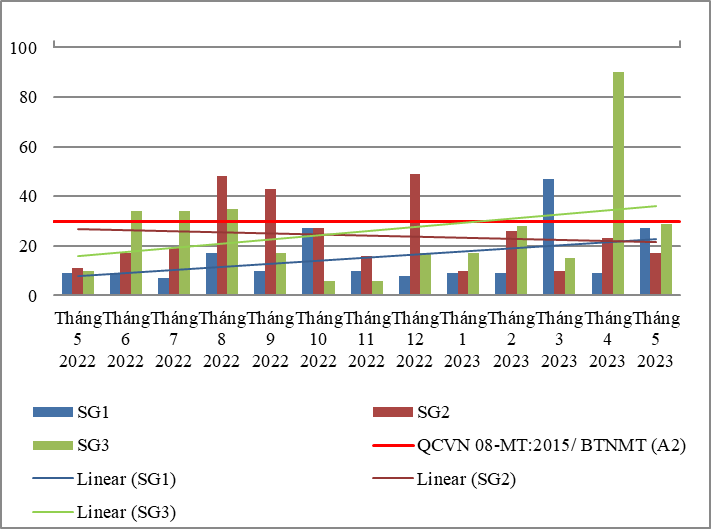 100
80
60
40
20
0
Tháng Tháng Tháng Tháng Tháng Tháng Tháng Tháng Tháng Tháng Tháng Tháng Tháng
5 6 7 8 9 10 11 12 1 2 3 4 5
2022 2022 2022 2022 2022 2022 2022 2022 2023 2023 2023 2023 2023
SG1 SG2
SG3 QCVN 08-MT:2015/ BTNMT (A2)
Linear (SG1) Linear (SG2)
Linear (SG3)